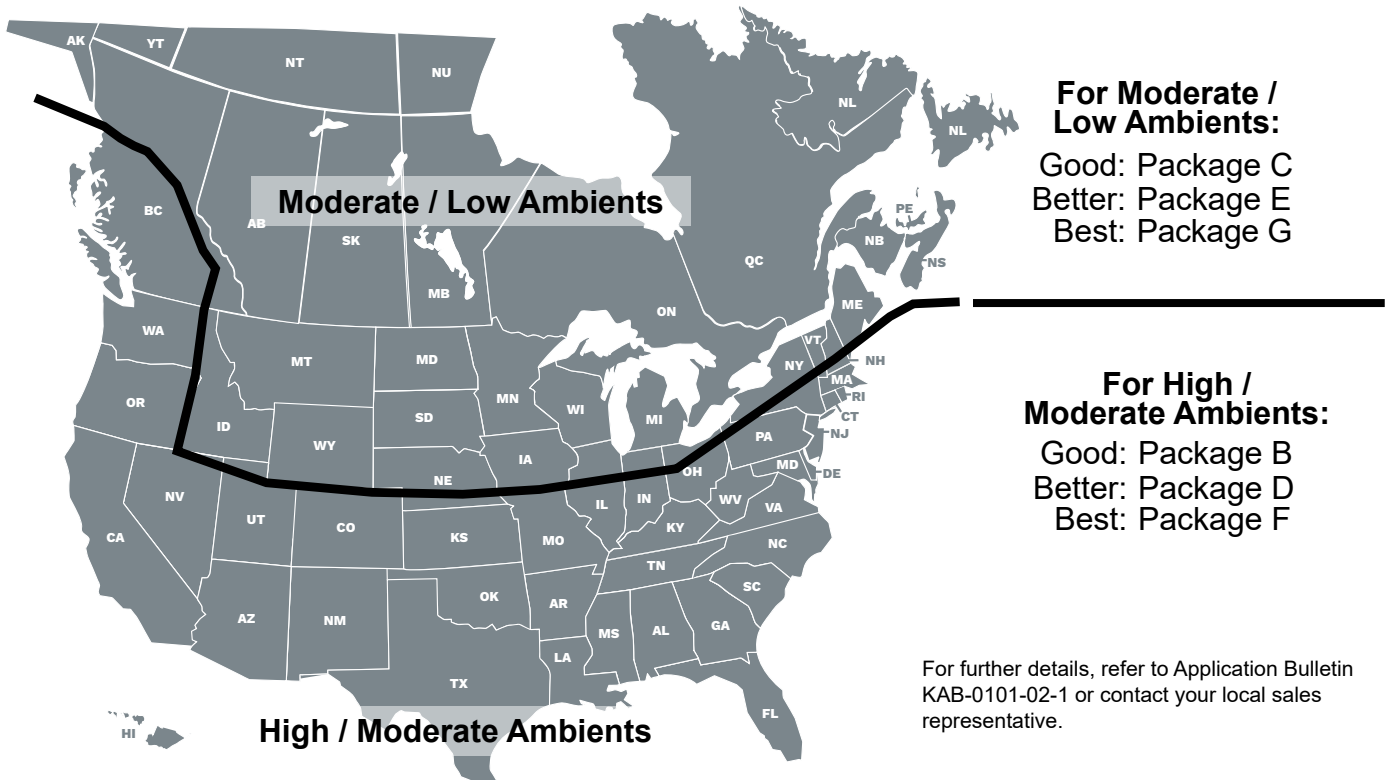 AK
YT
NT
NU
NL
NL
Moderate / Low Ambients
BC
AB
SK
MB
ON
QC
PE
NB
NS
ME
WA
MT
MD
MN
VT
NH
NY
MA
RI
CT
OR
ID
WY
SD
WI
MI
IA
NE
PA
NJ
OH
MD
DE
NV
UT
CO
KS
MO
IL
IN
WV
VA
KY
CA
NC
TN
SC
AZ
NM
OK
AR
MS
AL
GA
LA
TX
FL
HI
High / Moderate Ambients
For Moderate /
Low Ambients:
Good: Package C
Better: Package E
Best: Package G
For High /
Moderate Ambients:
Good: Package B
Better: Package D
Best: Package F
For further details, refer to Application Bulletin
KAB-0101-02-1 or contact your local sales
representative.